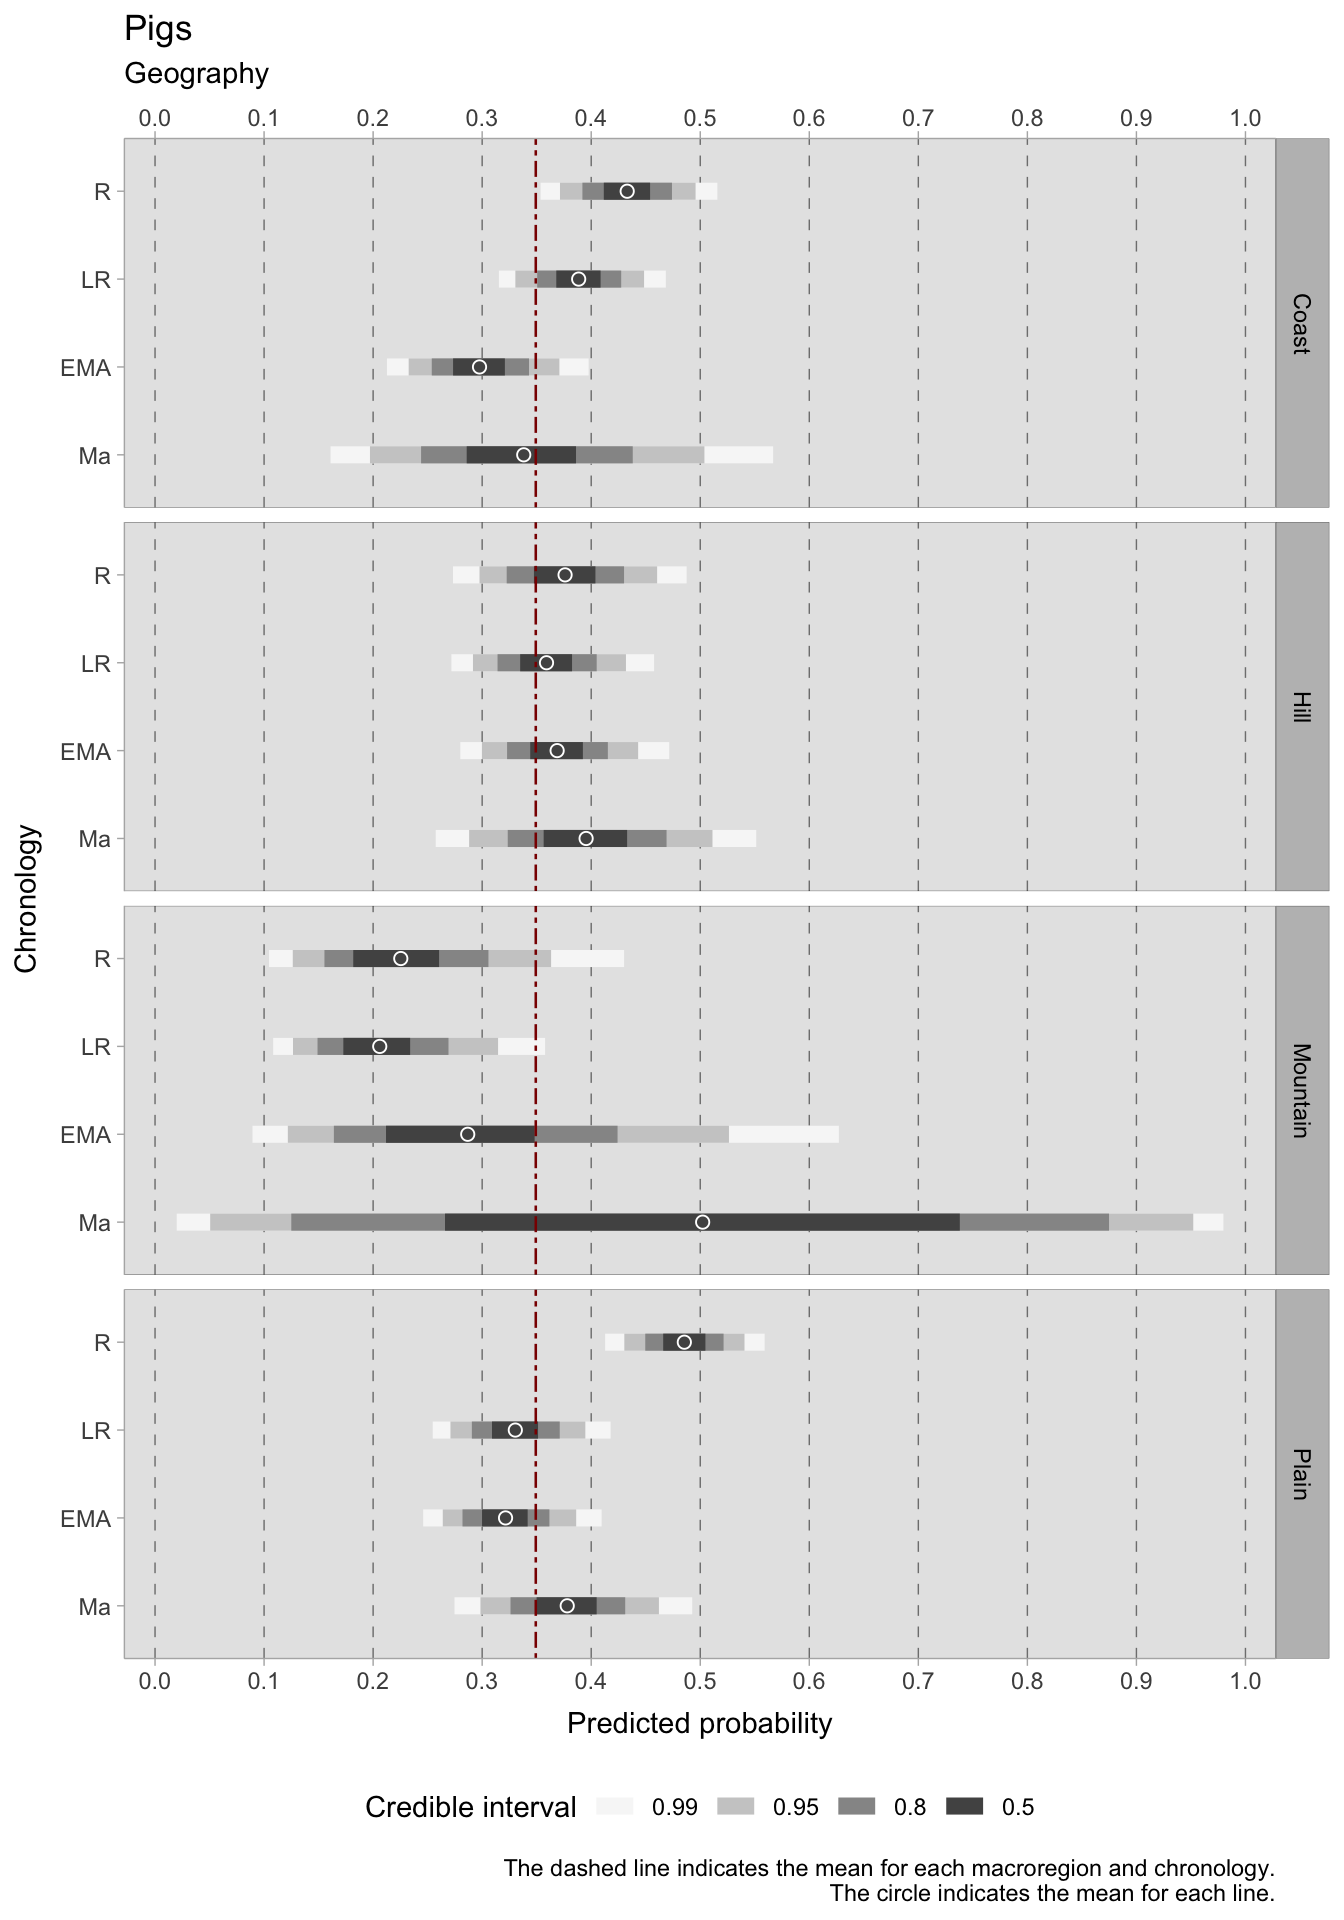 Pigs
Geography
0.0 0.1 0.2 0.3 0.4 0.5 0.6 0.7 0.8 0.9 1.0
R
LR
EMA
Ma
Coast
R
LR
EMA
Ma
Hill
R
LR
EMA
Ma
Mountain
R
LR
EMA
Ma
Plain
Chronology
0.0 0.1 0.2 0.3 0.4 0.5 0.6 0.7 0.8 0.9 1.0
Predicted probability
Credible interval 0.99 0.95 0.8 0.5
The dashed line indicates the mean for each macroregion and chronology.
The circle indicates the mean for each line.